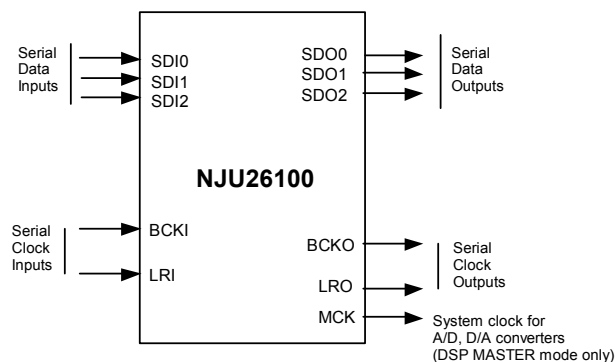 Serial
Data
Inputs
SDI0
SDI1
SDI2
SDO0
SDO1
SDO2
Serial
Data
Outputs
NJU26100
Serial
Clock
Inputs
BCKI
LRI
BCKO
LRO
MCK
Serial
Clock
Outputs
System clock for
A/D, D/A converters
(DSP MASTER mode only)